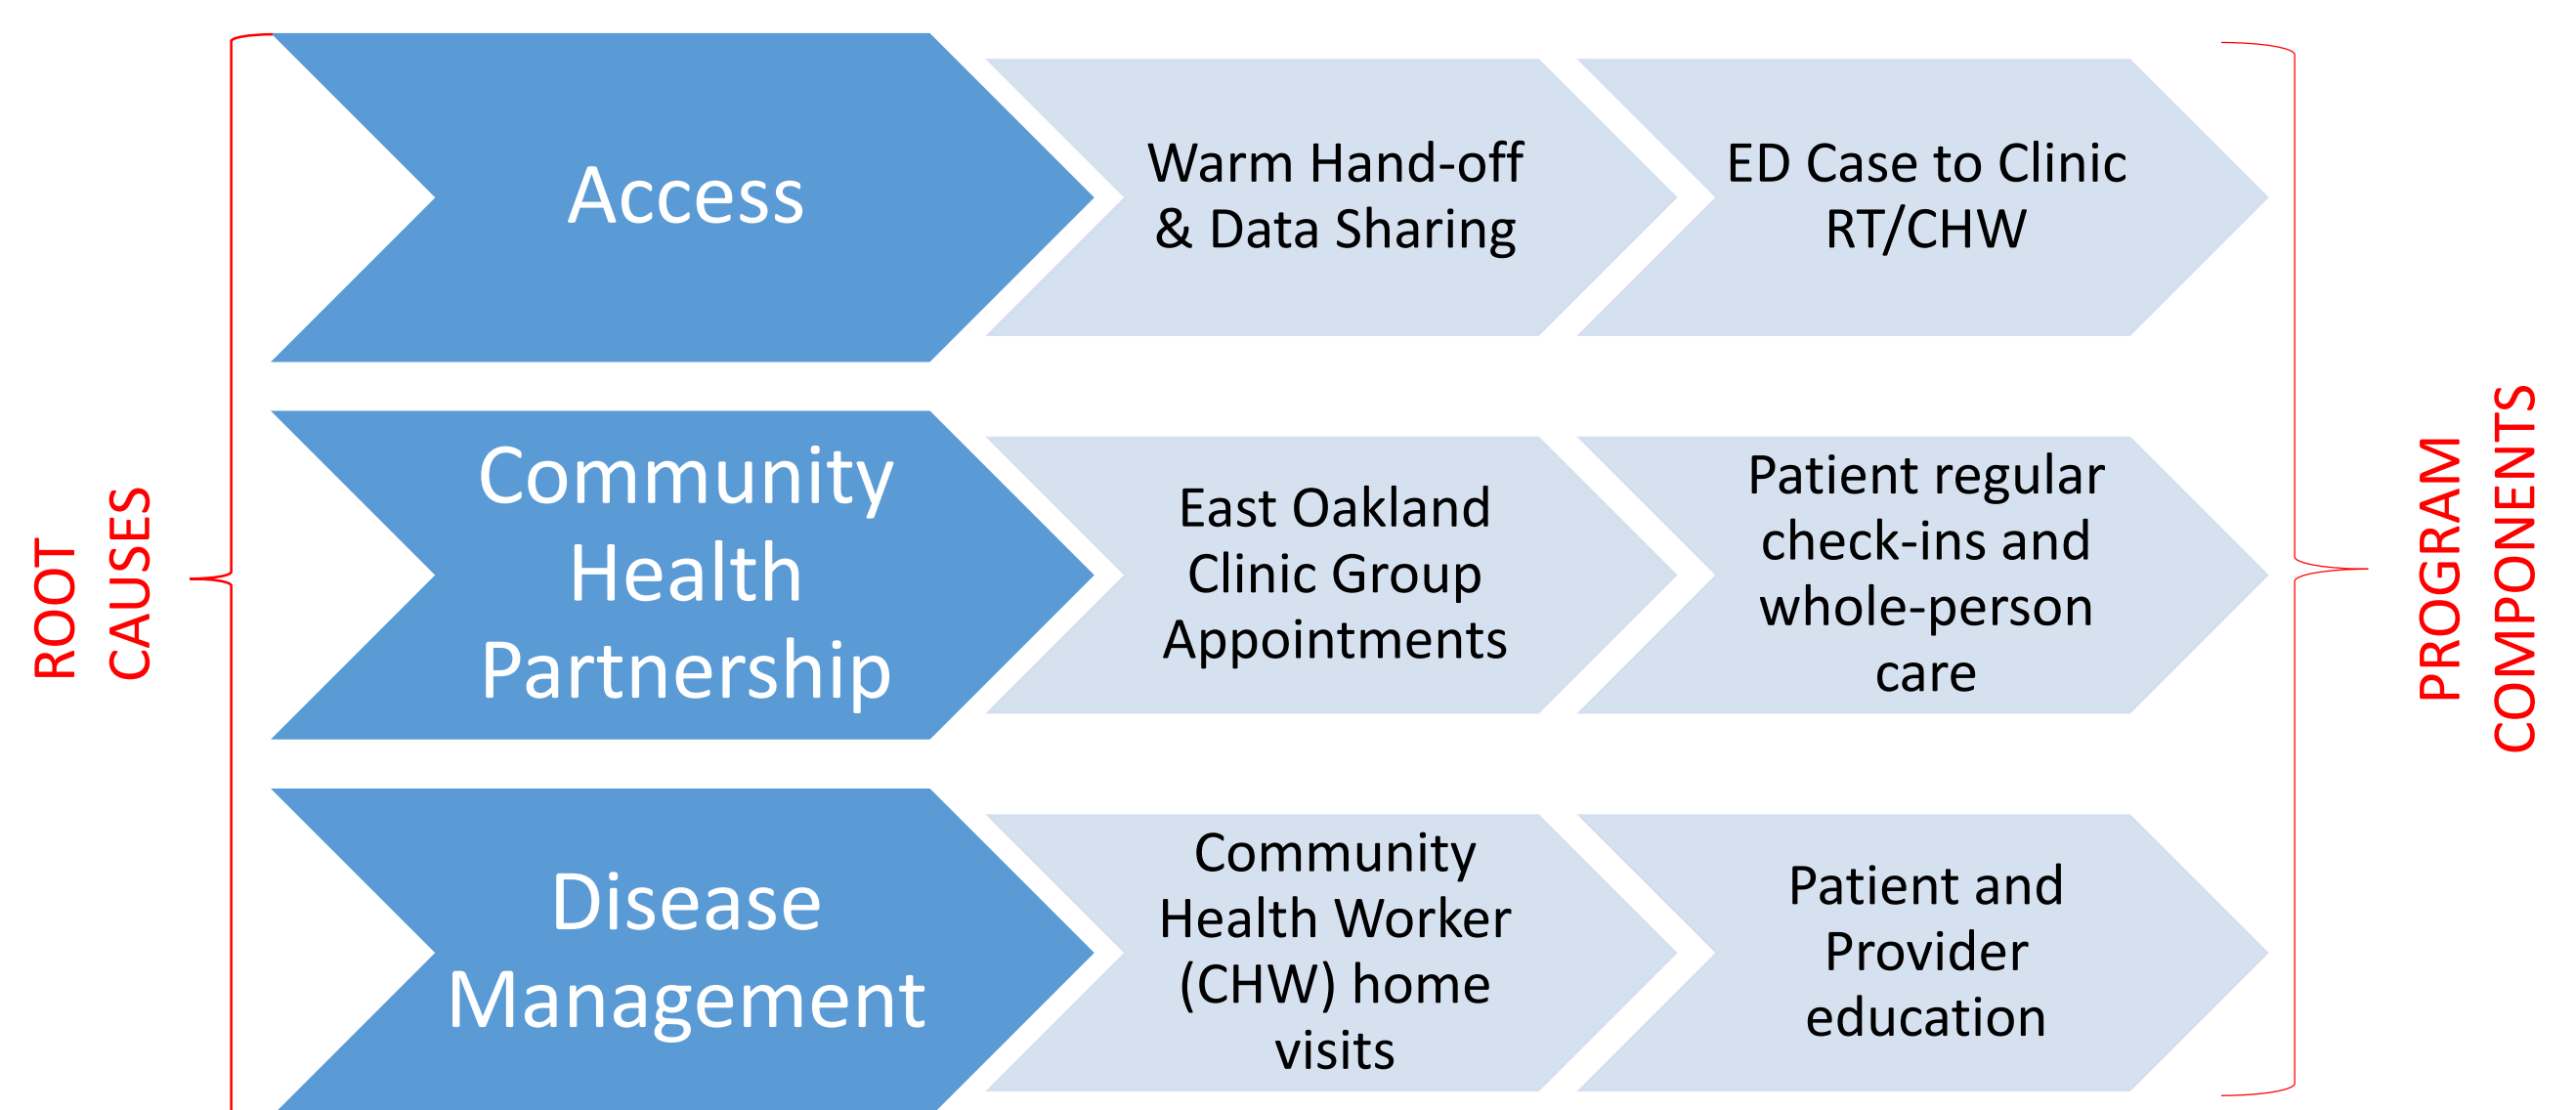 ROOT
CAUSES
Access
Warm Hand-off
& Data Sharing
ED Case to Clinic
RT/CHW
Community
Health
Partnership
East Oakland
Clinic Group
Appointments
Patient regular
check-ins and
whole-person
care
Disease
Management
Community
Health Worker
(CHW) home
visits
Patient and
Provider
education
PROGRAM
COMPONENTS